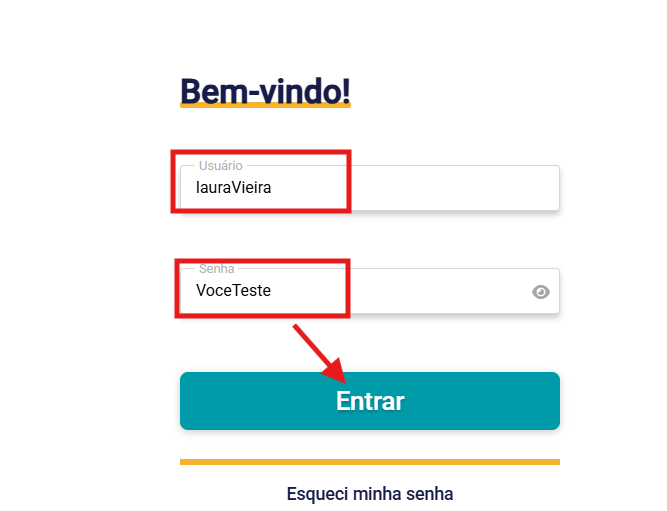 Bem-vindo!
Usuário
lauraVieira
Senha
VoceTeste
Entrar
Esqueci minha senha